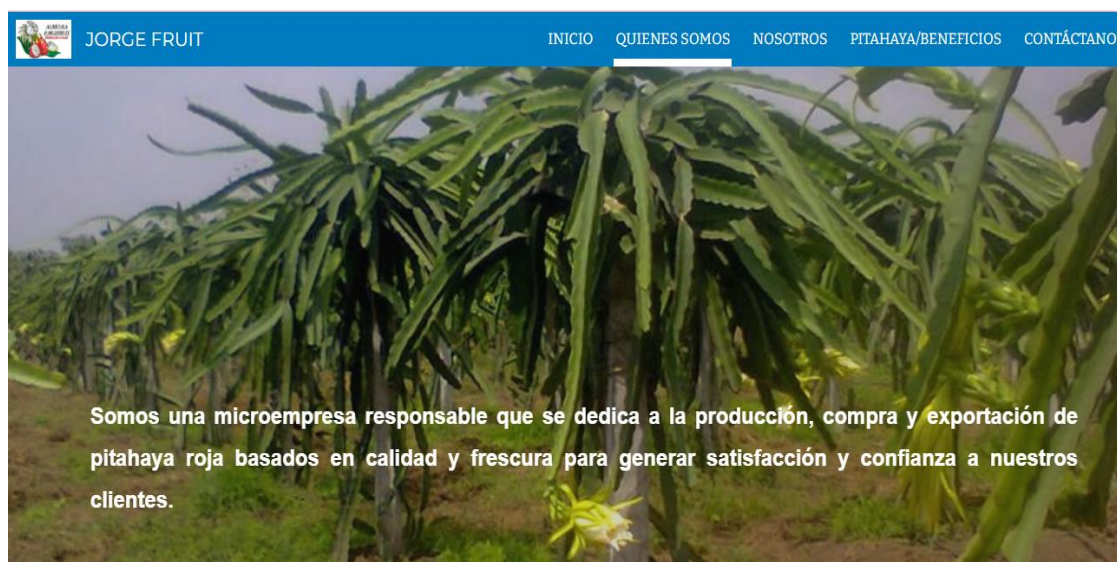 JORGE FRUIT
INICIO QUIENES SOMOS NOSOTROS PITAHAYA/BENEFICIOS CONTÁCTANO
Somos una microempresa responsable que se dedica a la producción, compra y exportación de
pitahaya roja basados en calidad y frescura para generar satisfacción y confianza a nuestros
clientes.